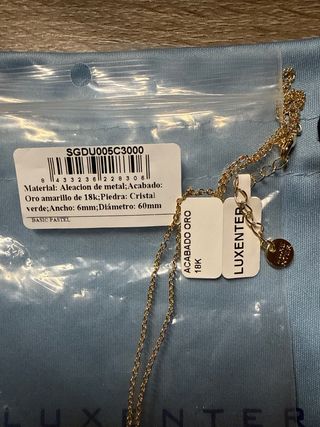 SGDU005C3000
8 433236 228306
Material: Aleacion de metal;Acabado:
Oro amarillo de 18k;Piedra: Cristal
verde;Ancho: 6mm;Diámetro: 60mm
BASIC PASTEL
ACABADO ORO
18K
LUXENTER
LUXENTER